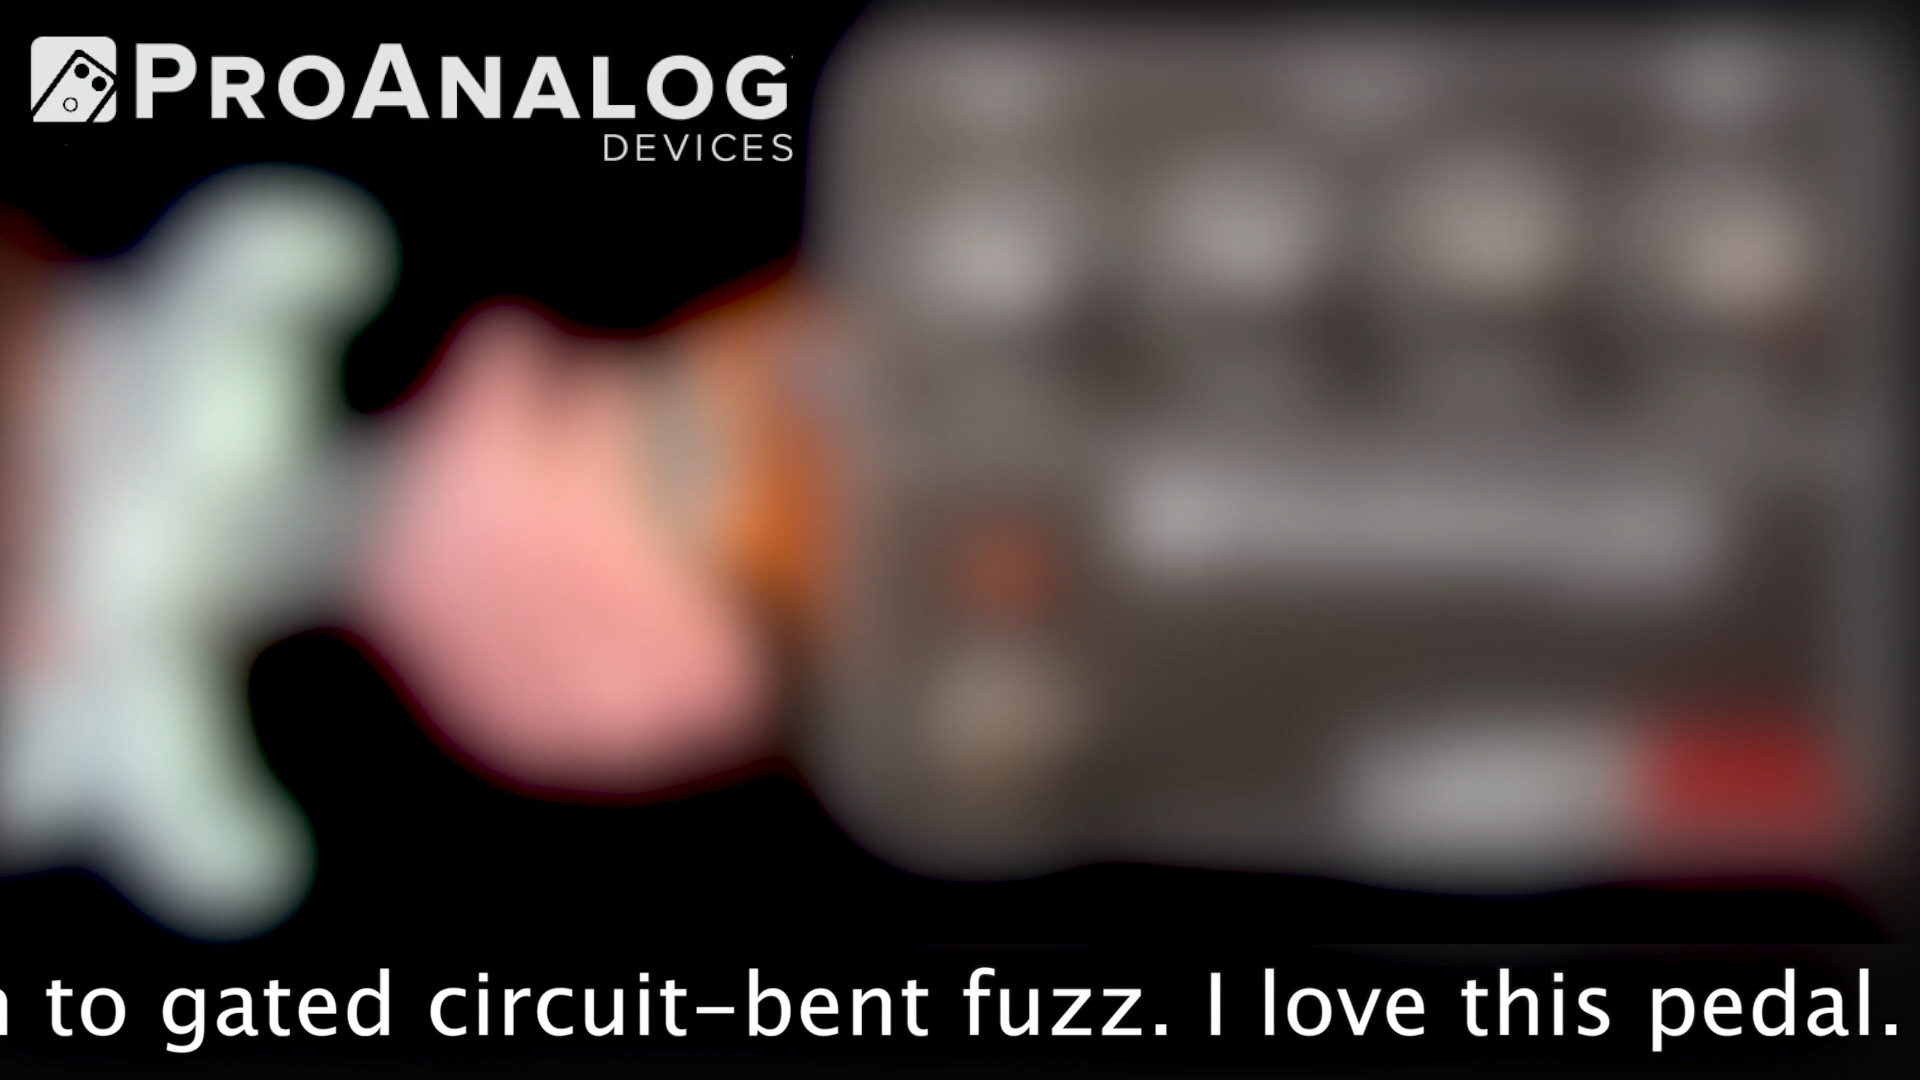 PROANALOG
DEVICES
to gated circuit-bent fuzz. I love this pedal.